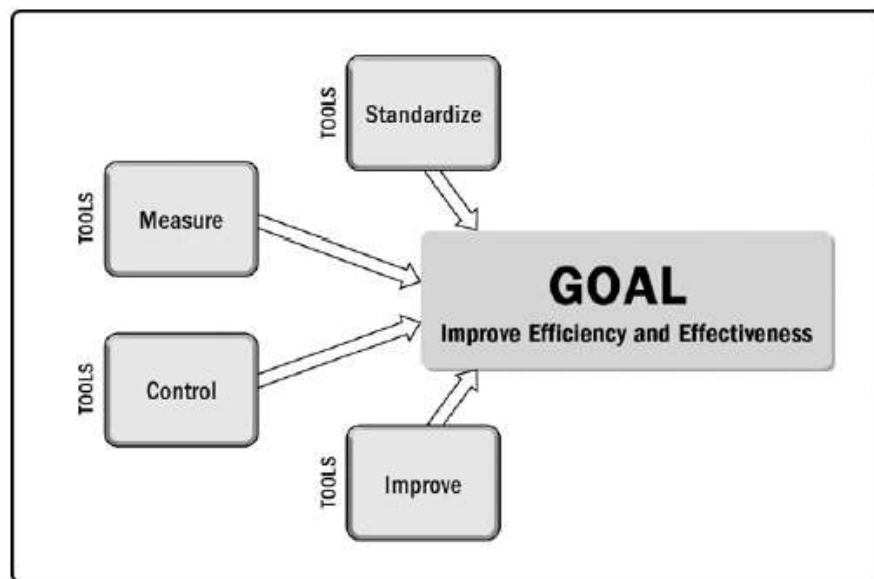 TOOLS
Standardize
TOOLS
Measure
GOAL
Improve Efficiency and Effectiveness
TOOLS
Control
TOOLS
Improve